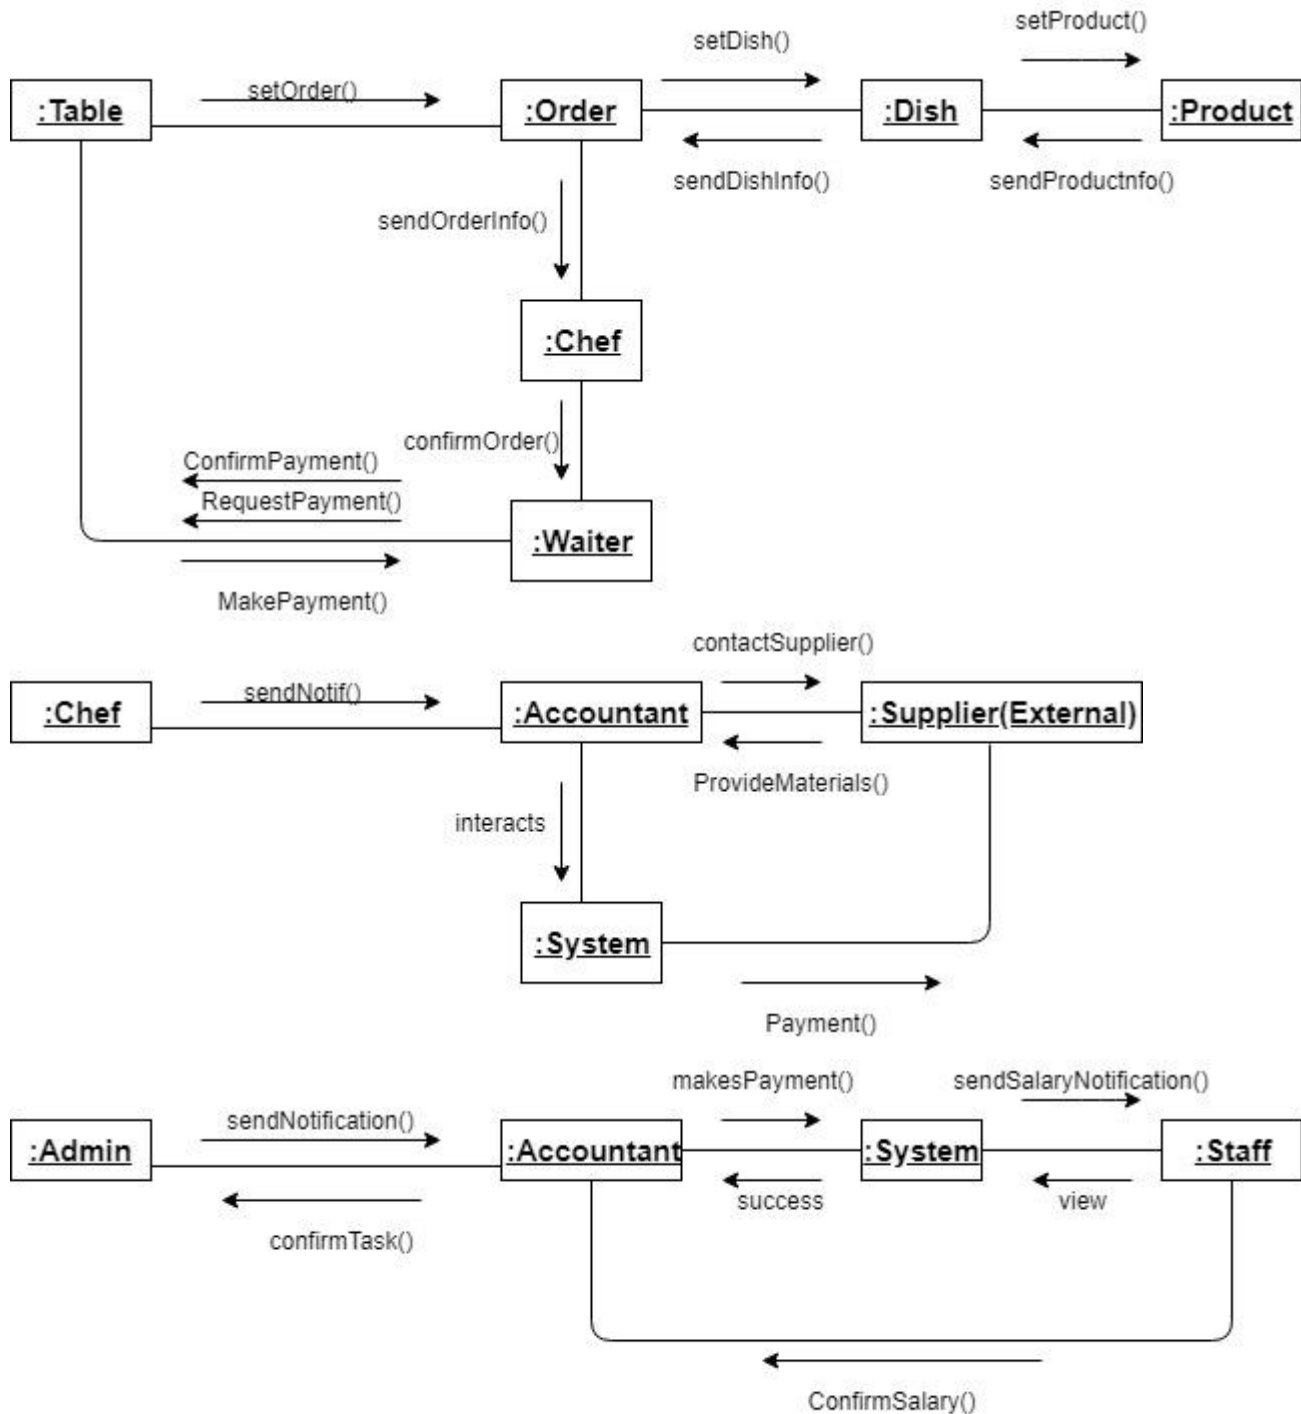 setProduct()
setDish()
setOrder()
:Table
:Order
:Dish
:Product
sendDishInfo()
sendProductnfo()
sendOrderInfo()
:Chef
confirmOrder()
ConfirmPayment()
RequestPayment()
:Waiter
MakePayment()
contactSupplier()
sendNotif()
:Chef
:Accountant
:Supplier(External)
ProvideMaterials()
interacts
:System
Payment()
makesPayment()
sendSalaryNotification()
sendNotification()
:Admin
:Accountant
:System
:Staff
success
view
confirmTask()
ConfirmSalary()